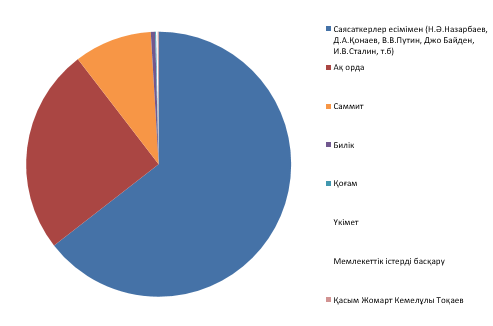 Саясаткерлер есімімен (Н.Ә.Назарбаев,
Д.А.Қонаев, В.В.Путин, Джо Байден,
И.В.Сталин, т.б)
Ақ орда
Саммит
Билік
Қоғам
Үкімет
Мемлекеттік істерді басқару
Қасым Жомарт Кемелұлы Тоқаев